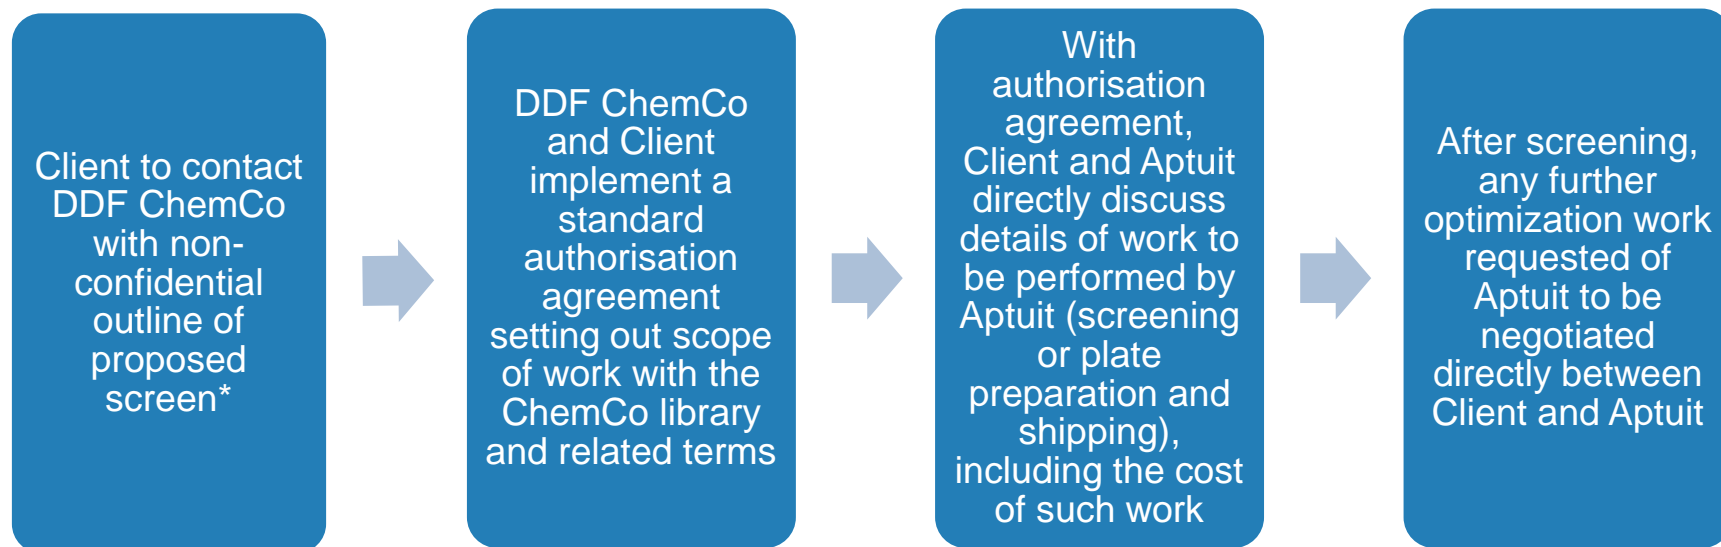 Client to contact
DDF ChemCo
with non-
confidential
outline of
proposed
screen*
DDF ChemCo
and Client
implement a
standard
authorisation
agreement
setting out scope
of work with the
ChemCo library
and related terms
With
authorisation
agreement,
Client and Aptuit
directly discuss
details of work to
be performed by
Aptuit (screening
or plate
preparation and
shipping),
including the cost
of such work
After screening,
any further
optimization work
requested of
Aptuit to be
negotiated
directly between
Client and Aptuit